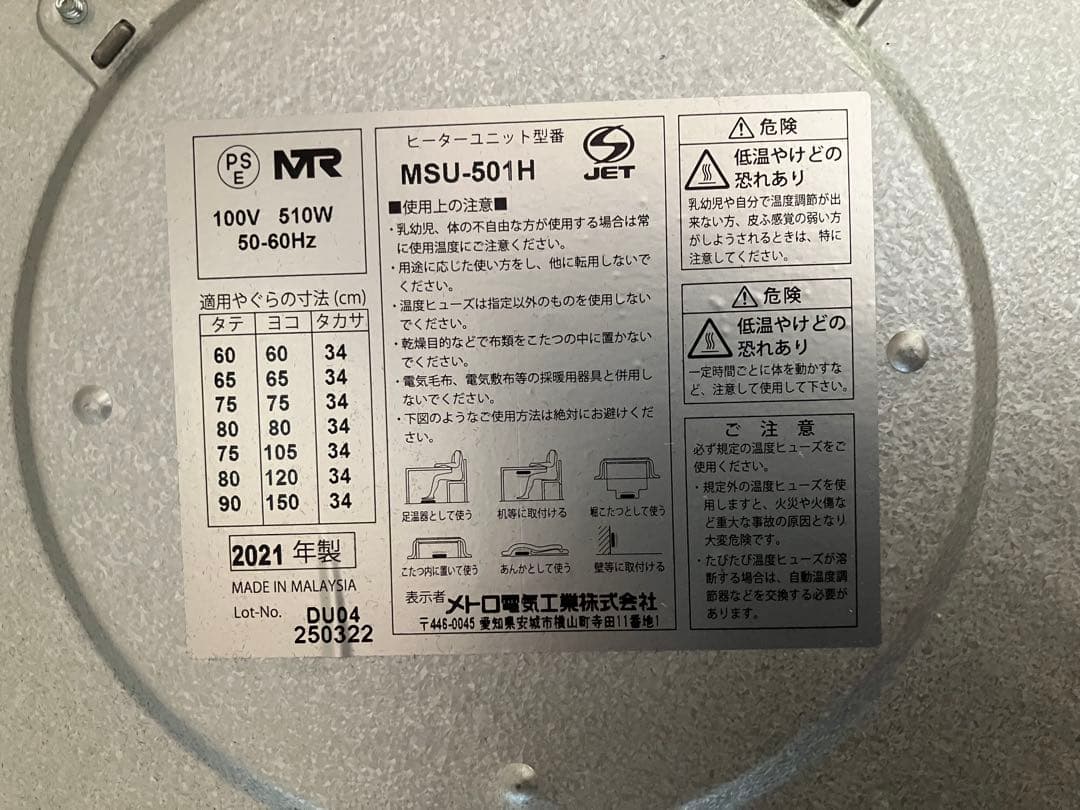 PS
E
MTR
100V 510W
50-60Hz
適用やぐらの寸法(cm)
タテ ヨコ タカサ
60 60 34
65 65 34
75 75 34
80 80 34
75 105 34
80 120 34
90 150 34
2021 年製
MADE IN MALAYSIA
Lot-No. DU04
250322
ヒーターユニット型番
MSU-501H
JET
■使用上の注意■
・乳幼児、体の不自由な方が使用する場合は常
に使用温度にご注意ください。
・用途に応じた使い方をし、他に転用しないで
ください。
・温度ヒューズは指定以外のものを使用しない
でください。
・乾燥目的などで布類をこたつの中に置かない
でください。
・電気毛布、電気敷布等の採暖用器具と併用し
ないでください。
・下図のようなご使用方法は絶対にお避けくだ
さい。
足温器として使う 机等に取付ける 堀こたつとして使う
こたつ内に置いて使う あんかとして使う 壁等に取付ける
表示者 メトロ電気工業株式会社
〒446-0045 愛知県安城市横山町寺田11番地1
危険
低温やけどの
恐れあり
乳幼児や自分で温度調節が出
来ない方、皮ふ感覚の弱い方
がしようされるときは、特に
注意してください。
危険
低温やけどの
恐れあり
一定時間ごとに体を動かすな
ど、注意して使用して下さい。
ご注意
必ず規定の温度ヒューズをご
使用ください。
・規定外の温度ヒューズを使
用しますと、火災や火傷な
ど重大な事故の原因となり
大変危険です。
・たびたび温度ヒューズが溶
断する場合は、自動温度調
節器などを交換する必要が
あります。